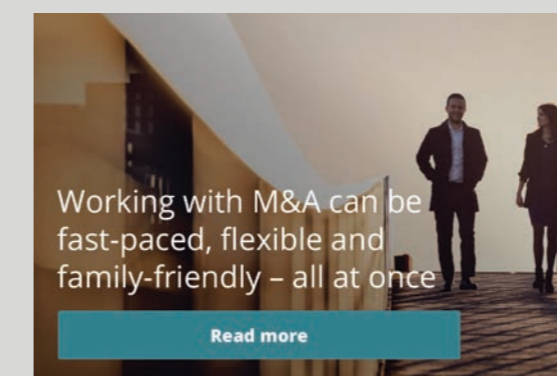 Working with M&A can be
fast-paced, flexible and
family-friendly – all at once
Read more